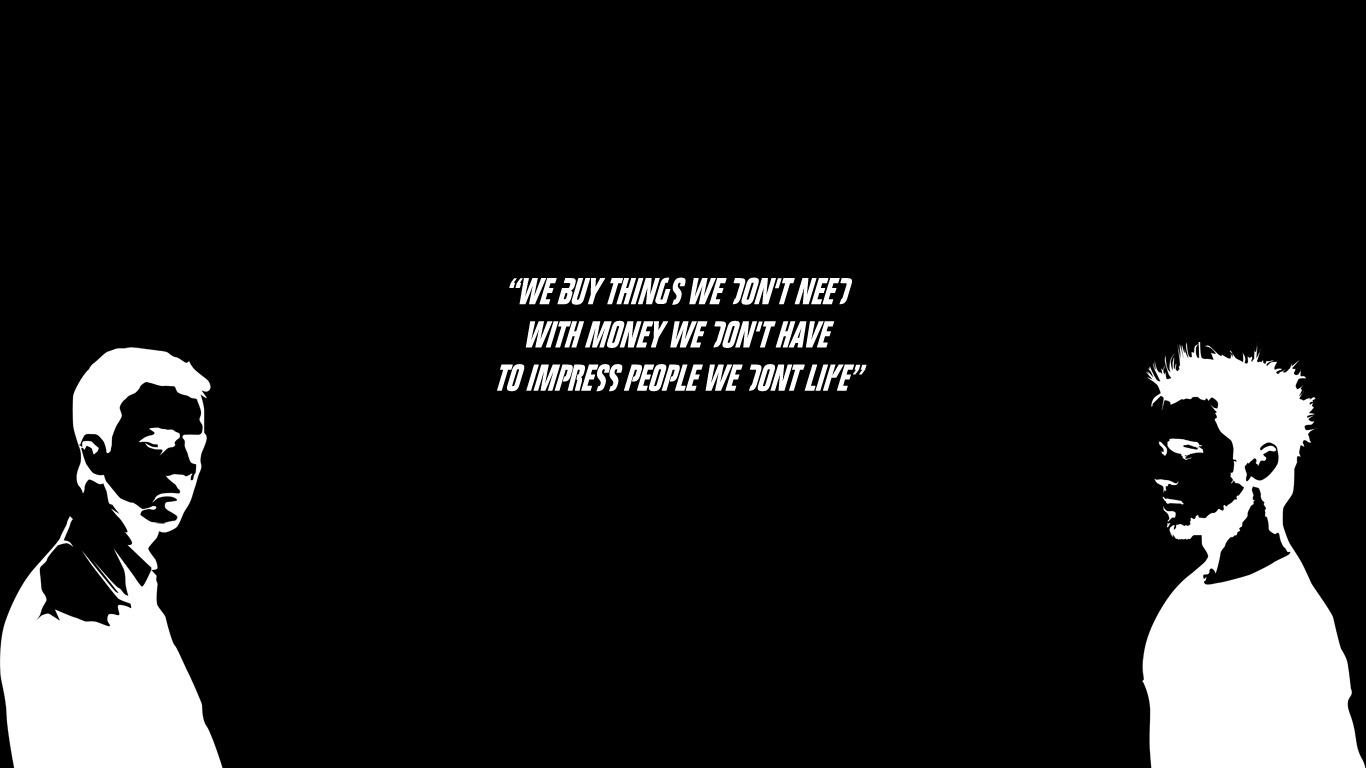 “WE BUY THINGS WE DON'T NEED
WITH MONEY WE DON'T HAVE
TO IMPRESS PEOPLE WE DONT LIKE”